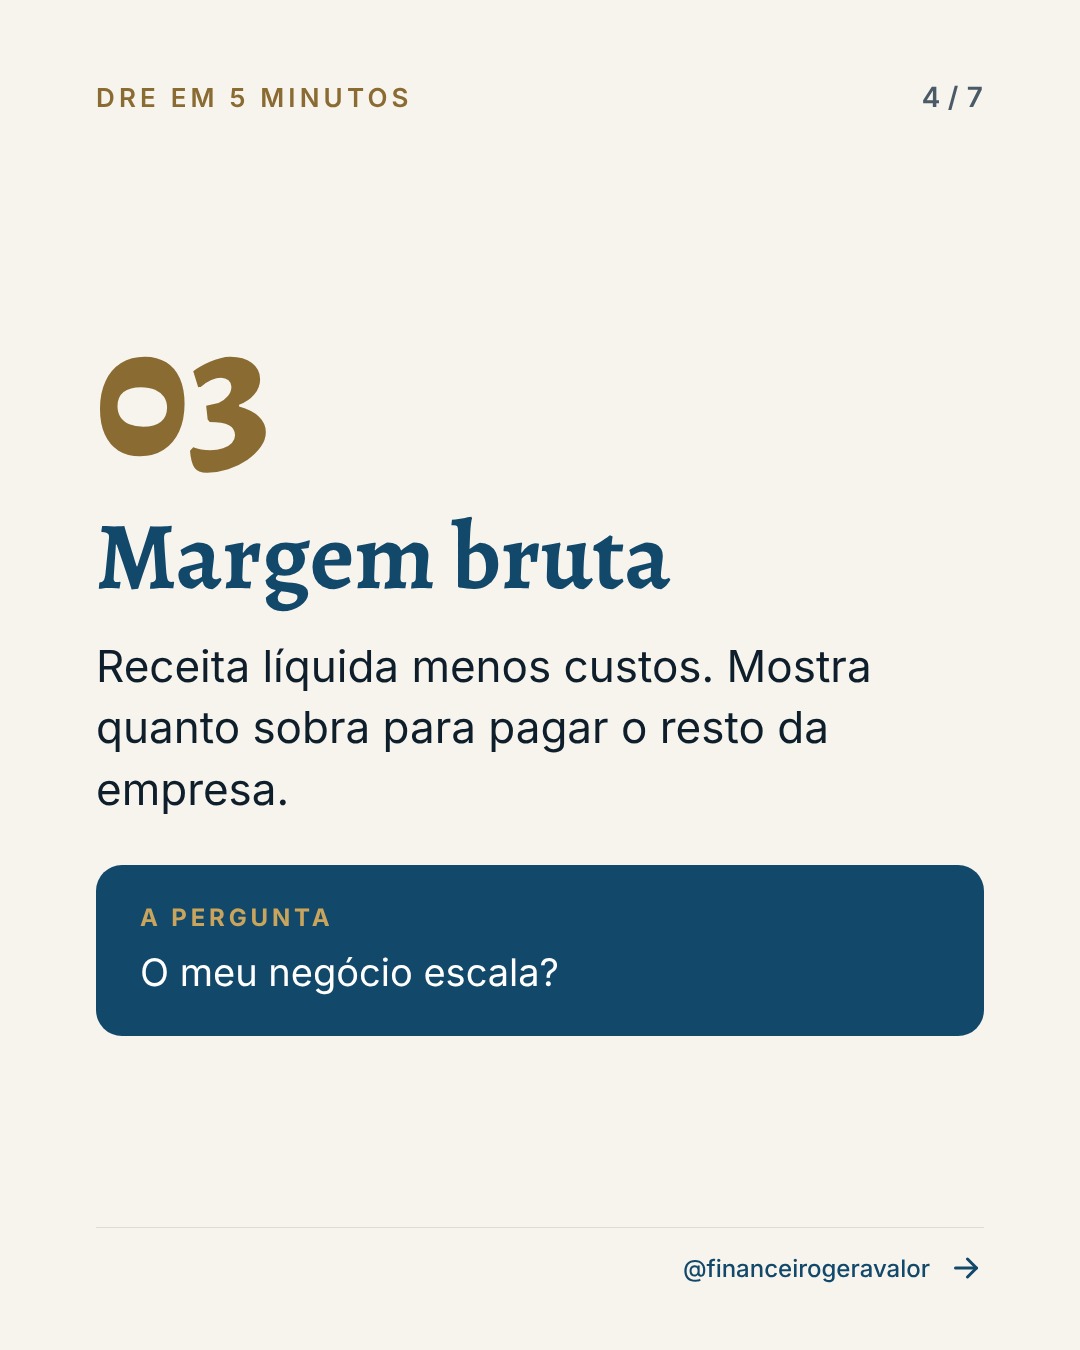 DRE EM 5 MINUTOS
4 / 7
03
Margem bruta
Receita líquida menos custos. Mostra
quanto sobra para pagar o resto da
empresa.
A PERGUNTA
O meu negócio escala?
@financeirogeravalor